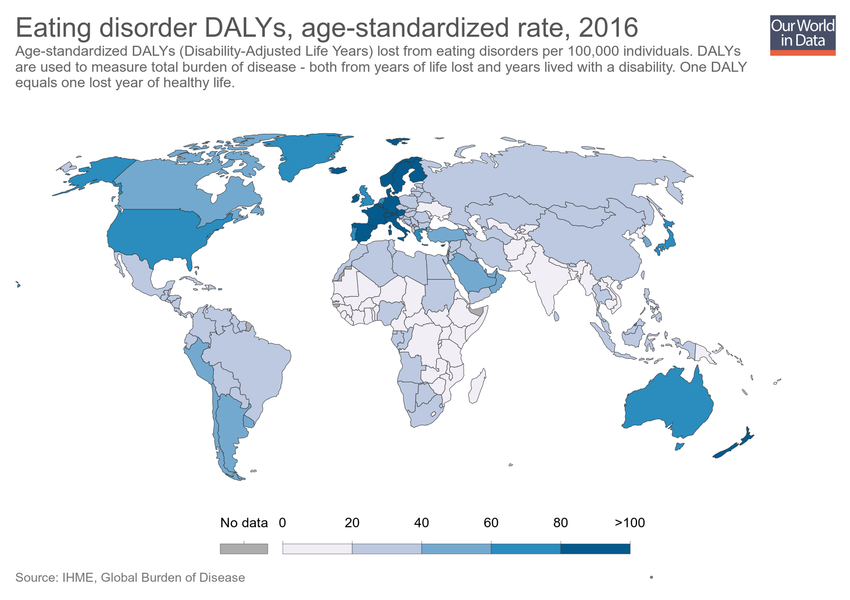 Eating disorder DALYs, age-standardized rate, 2016
Our World
in Data
Age-standardized DALYs (Disability-Adjusted Life Years) lost from eating disorders per 100,000 individuals. DALYs
are used to measure total burden of disease - both from years of life lost and years lived with a disability. One DALY
equals one lost year of healthy life.
No data 0 20 40 60 80 >100
Source: IHME, Global Burden of Disease